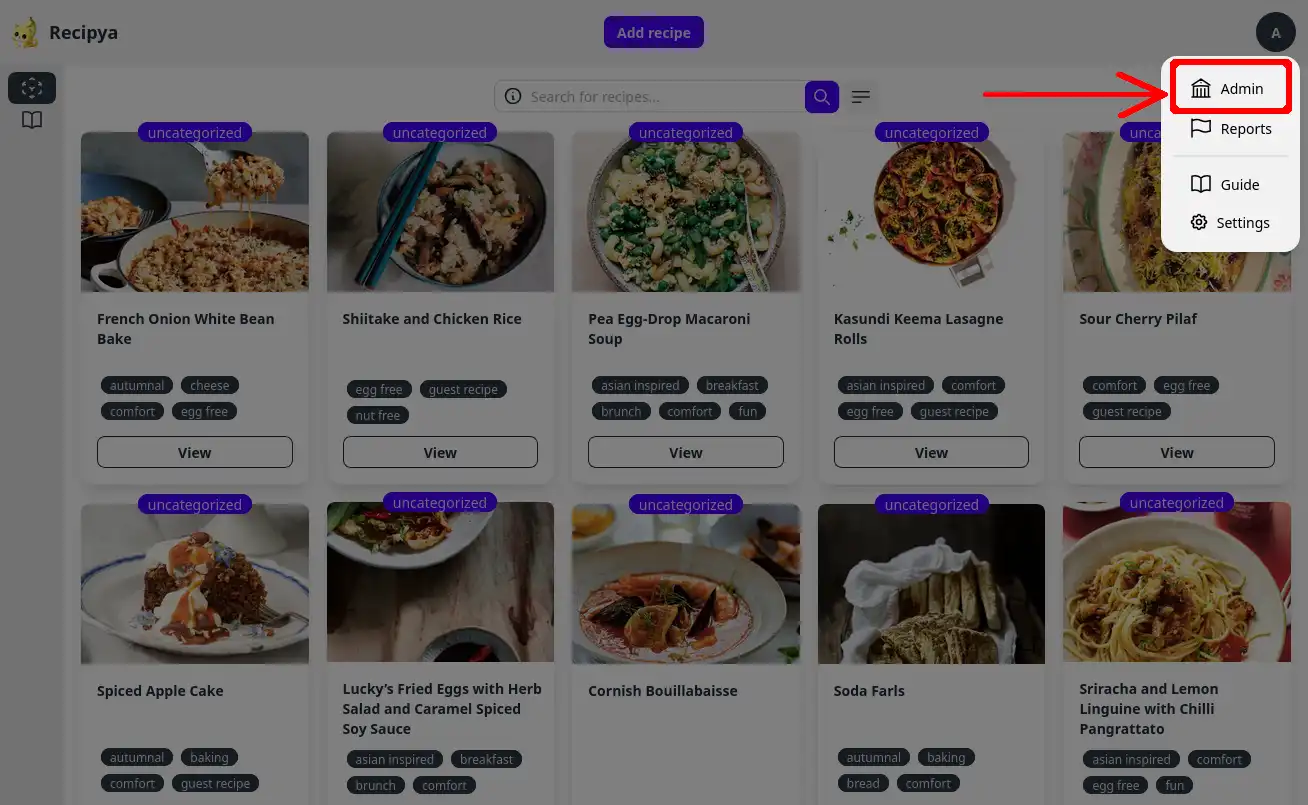 Recipya
Add recipe
A
Search for recipes...
Admin
Reports
Guide
Settings
uncategorized
uncategorized
uncategorized
uncategorized
unca
French Onion White Bean
Bake
Shiitake and Chicken Rice
Pea Egg-Drop Macaroni
Soup
Kasundi Keema Lasagne
Rolls
Sour Cherry Pilaf
autumnal cheese
comfort egg free
egg free guest recipe
nut free
asian inspired breakfast
brunch comfort fun
asian inspired comfort
egg free guest recipe
comfort egg free
guest recipe
View
View
View
View
View
uncategorized
uncategorized
uncategorized
uncategorized
uncategorized
Spiced Apple Cake
Lucky's Fried Eggs with Herb
Salad and Caramel Spiced
Soy Sauce
Cornish Bouillabaisse
Soda Farls
Sriracha and Lemon
Linguine with Chilli
Pangrattato
autumnal baking
comfort guest recipe
asian inspired breakfast
brunch comfort
autumnal baking
bread comfort
asian inspired comfort
egg free fun